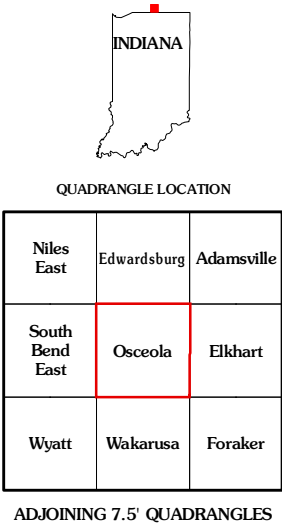 INDIANA
QUADRANGLE LOCATION
Niles
East
Edwardsburg
Adamsville
South
Bend
East
Osceola
Elkhart
Wyatt
Wakarusa
Foraker
ADJOINING 7.5' QUADRANGLES